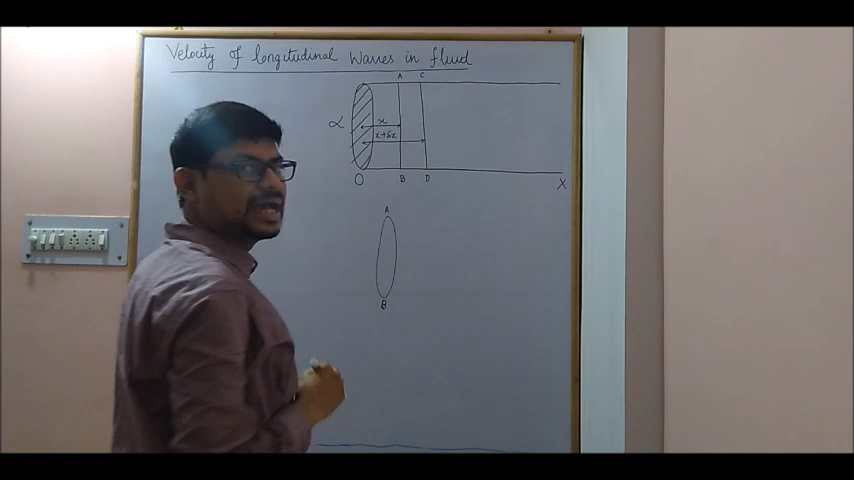 Velocity of longitudinal Waves in fluid
A C
α
x
x+δx
O B D X
A
B